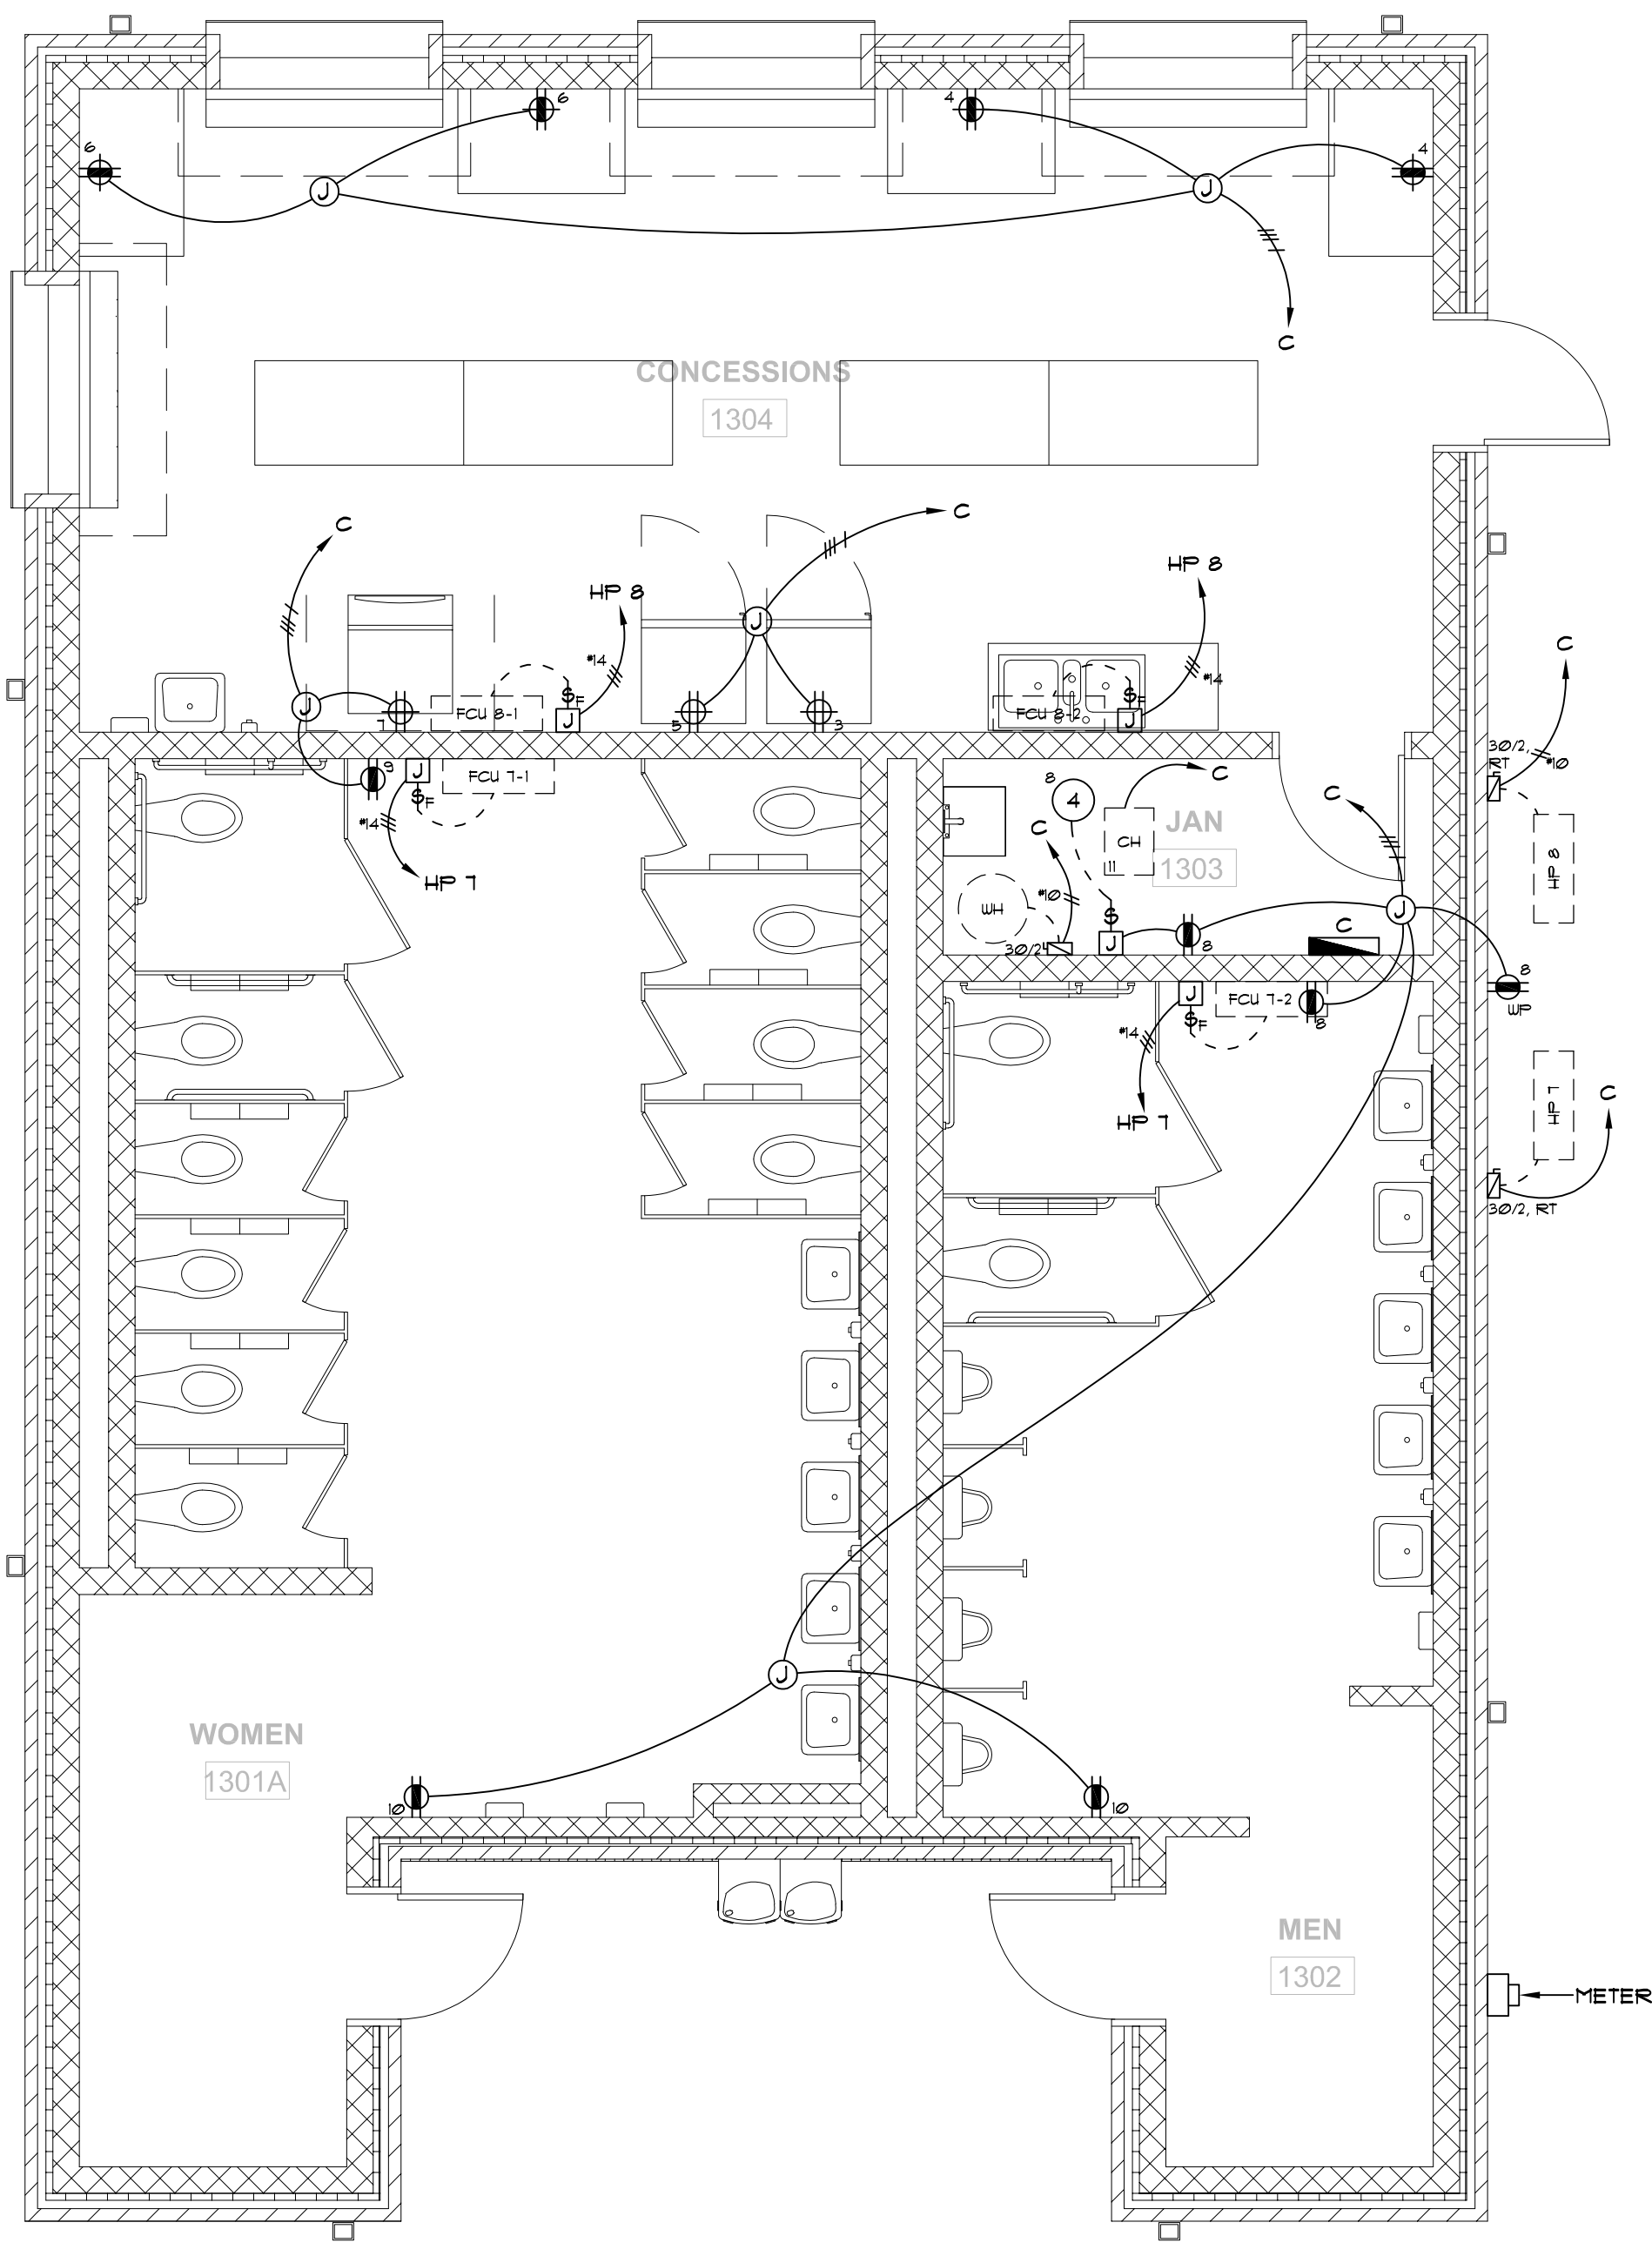 6
6
4
4
J
J
C
CONCESSIONS
1304
C
C
HP 8
HP 8
#14
#14
J
J
7
FCU 8-1
$F
J
5
3
FCU 8-2
$F
J
C
30/2,
RT
#10
HP 8
9
J
$F
FCU 7-1
#14
HP 7
8
4
C
CH
11
JAN
1303
C
C
#10
WH
30/2
$
J
8
J
C
8
WP
J
$F
FCU 7-2
8
#14
HP 7
HP 7
C
30/2, RT
J
WOMEN
1301A
10
10
MEN
1302
METER